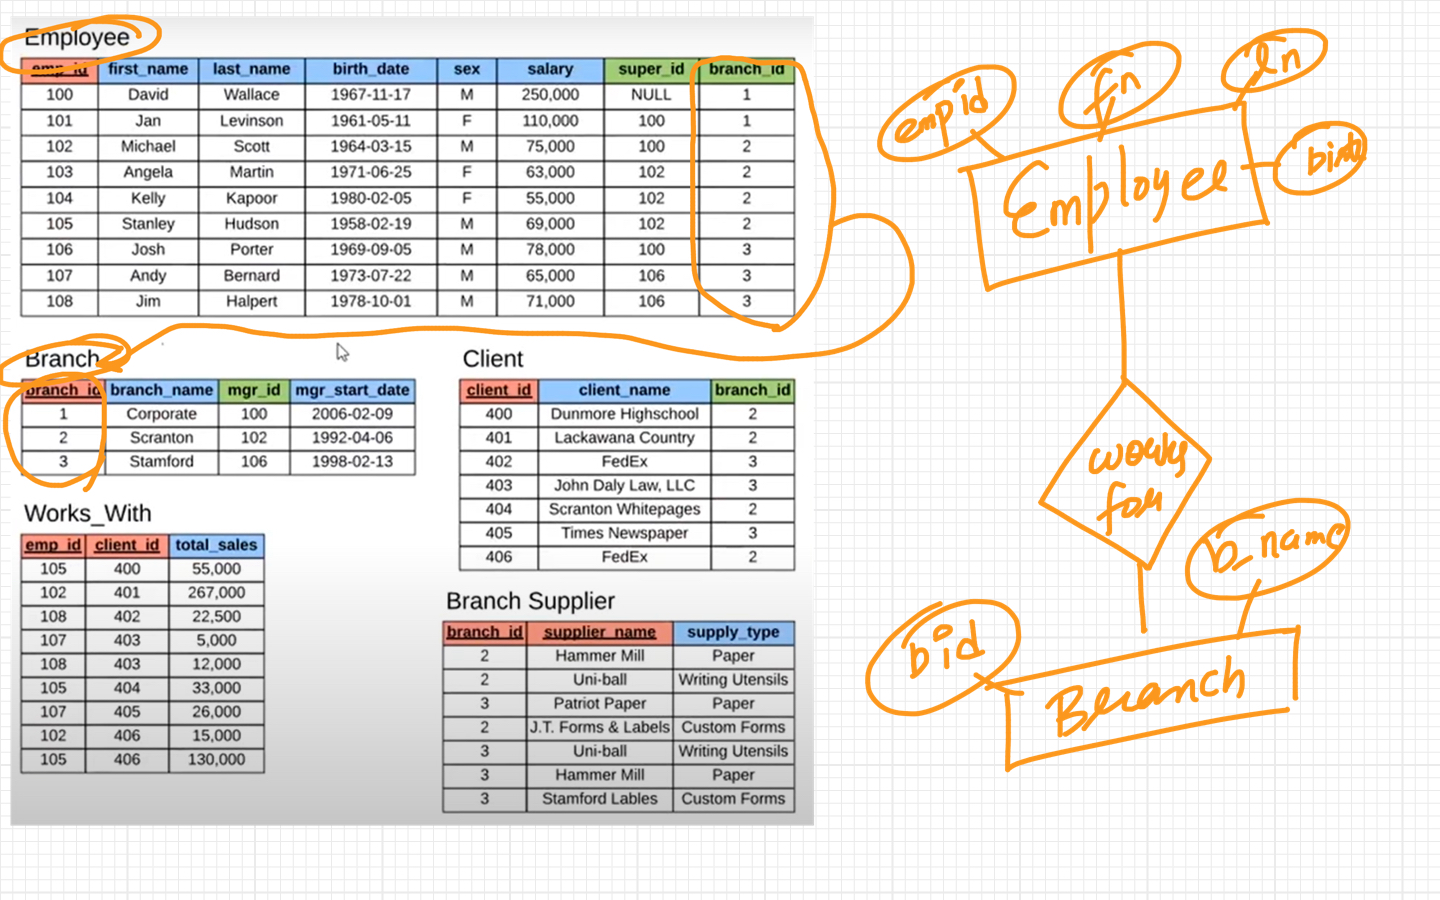 Employee
emp_id first_name last_name birth_date sex salary super_id branch_id
100 David Wallace 1967-11-17 M 250,000 NULL 1
101 Jan Levinson 1961-05-11 F 110,000 100 1
102 Michael Scott 1964-03-15 M 75,000 100 2
103 Angela Martin 1971-06-25 F 63,000 102 2
104 Kelly Kapoor 1980-02-05 F 55,000 102 2
105 Stanley Hudson 1958-02-19 M 69,000 102 2
106 Josh Porter 1969-09-05 M 78,000 100 3
107 Andy Bernard 1973-07-22 M 65,000 106 3
108 Jim Halpert 1978-10-01 M 71,000 106 3
Branch
branch_id branch_name mgr_id mgr_start_date
1 Corporate 100 2006-02-09
2 Scranton 102 1992-04-06
3 Stamford 106 1998-02-13
Client
client_id client_name branch_id
400 Dunmore Highschool 2
401 Lackawana Country 2
402 FedEx 3
403 John Daly Law, LLC 3
404 Scranton Whitepages 2
405 Times Newspaper 3
406 FedEx 2
Works_With
emp_id client_id total_sales
105 400 55,000
102 401 267,000
108 402 22,500
107 403 5,000
108 403 12,000
105 404 33,000
107 405 26,000
102 406 15,000
105 406 130,000
Branch Supplier
branch_id supplier_name supply_type
2 Hammer Mill Paper
2 Uni-ball Writing Utensils
3 Patriot Paper Paper
2 J.T. Forms & Labels Custom Forms
3 Uni-ball Writing Utensils
3 Hammer Mill Paper
3 Stamford Lables Custom Forms
empid
fn
ln
birth
Employee
works
for
b_name
bid
Branch